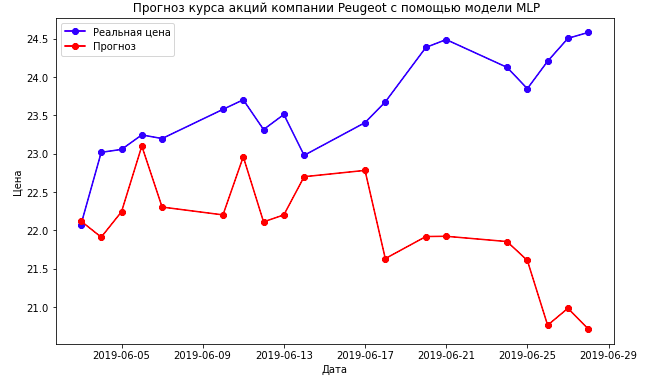 Прогноз курса акций компании Peugeot с помощью модели MLP
Реальная цена
Прогноз
24.5
24.0
23.5
23.0
22.5
22.0
21.5
21.0
Цена
2019-06-05 2019-06-09 2019-06-13 2019-06-17 2019-06-21 2019-06-25 2019-06-29
Дата